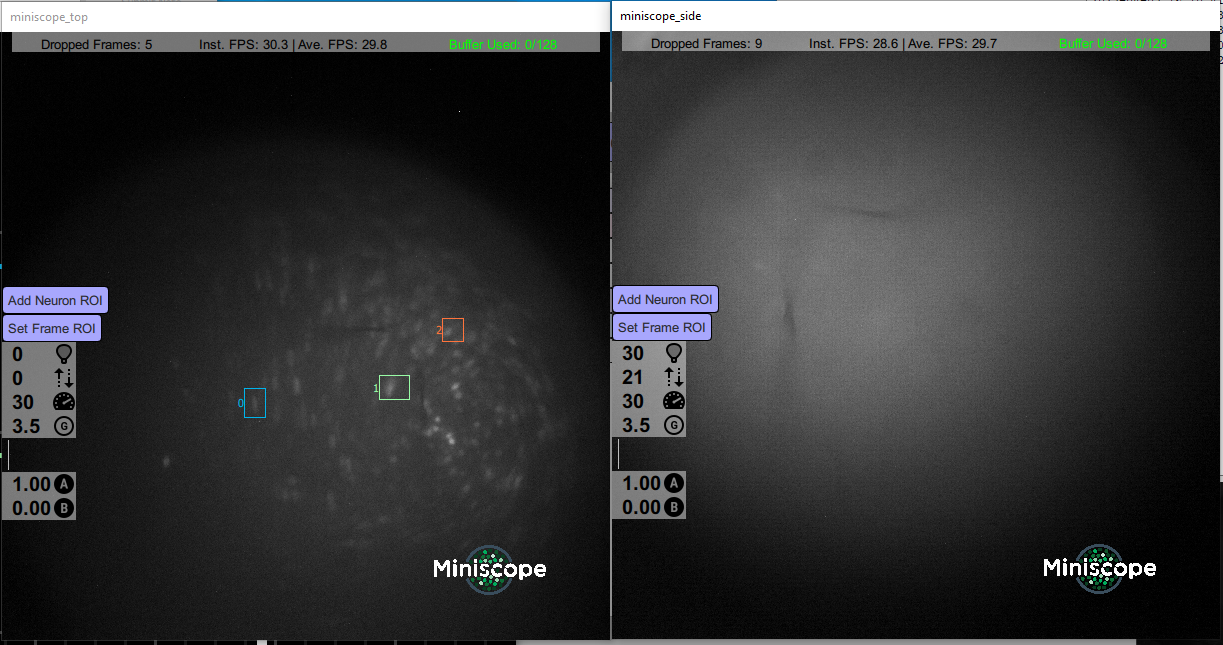 miniscope_top
Dropped Frames: 5
Inst. FPS: 30.3 | Ave. FPS: 29.8
Buffer Used: 0/128
Add Neuron ROI
Set Frame ROI
0
0
30
3.5 G
1.00 A
0.00 B
0
1
2
Miniscope
miniscope_side
Dropped Frames: 9
Inst. FPS: 28.6 | Ave. FPS: 29.7
Buffer Used: 0/128
Add Neuron ROI
Set Frame ROI
30
21
30
3.5 G
1.00 A
0.00 B
Miniscope